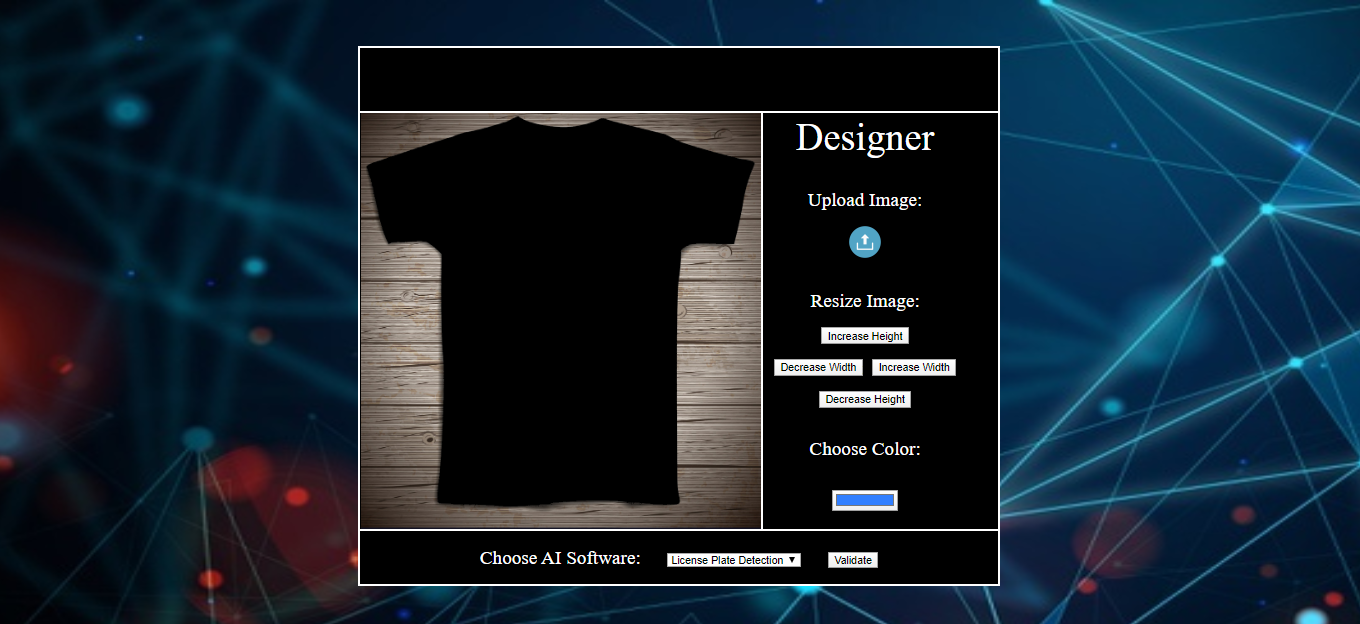 Designer
Upload Image:
Resize Image:
Increase Height
Decrease Width Increase Width
Decrease Height
Choose Color:
Choose AI Software: License Plate Detection Validate